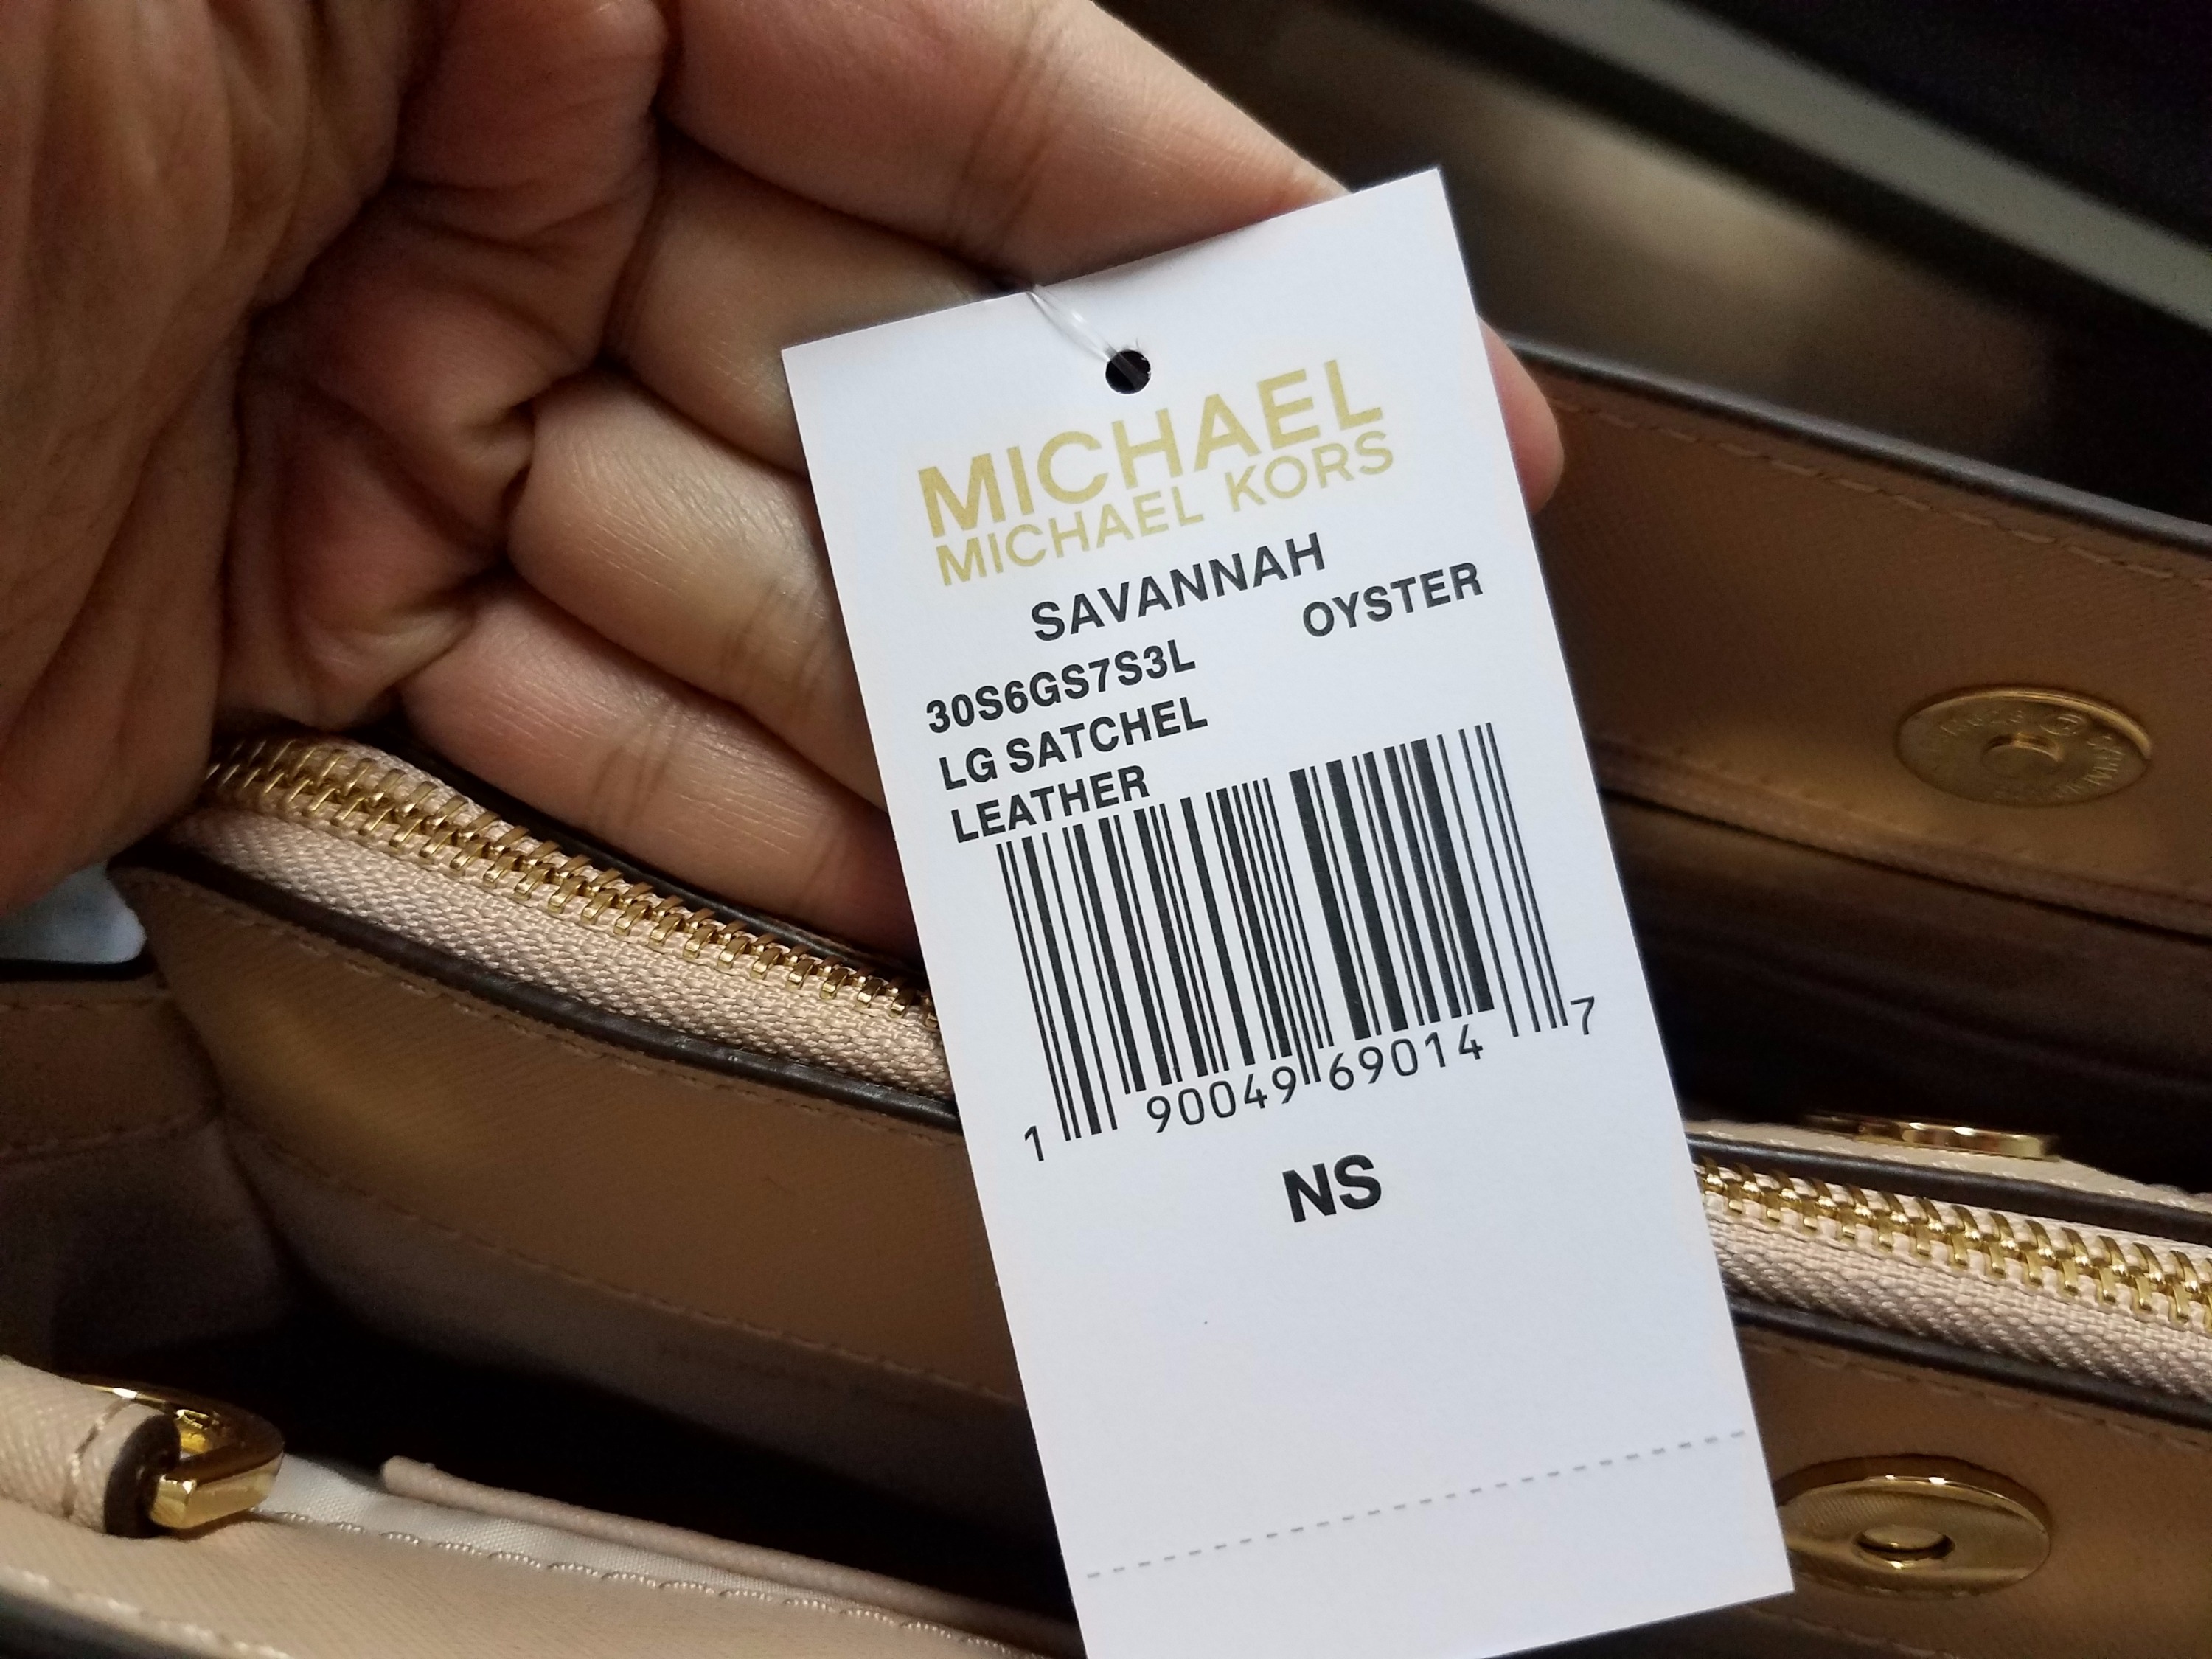 MICHAEL
MICHAEL KORS
SAVANNAH
OYSTER
30S6GS7S3L
LG SATCHEL
LEATHER
1 90049 69014 7
NS